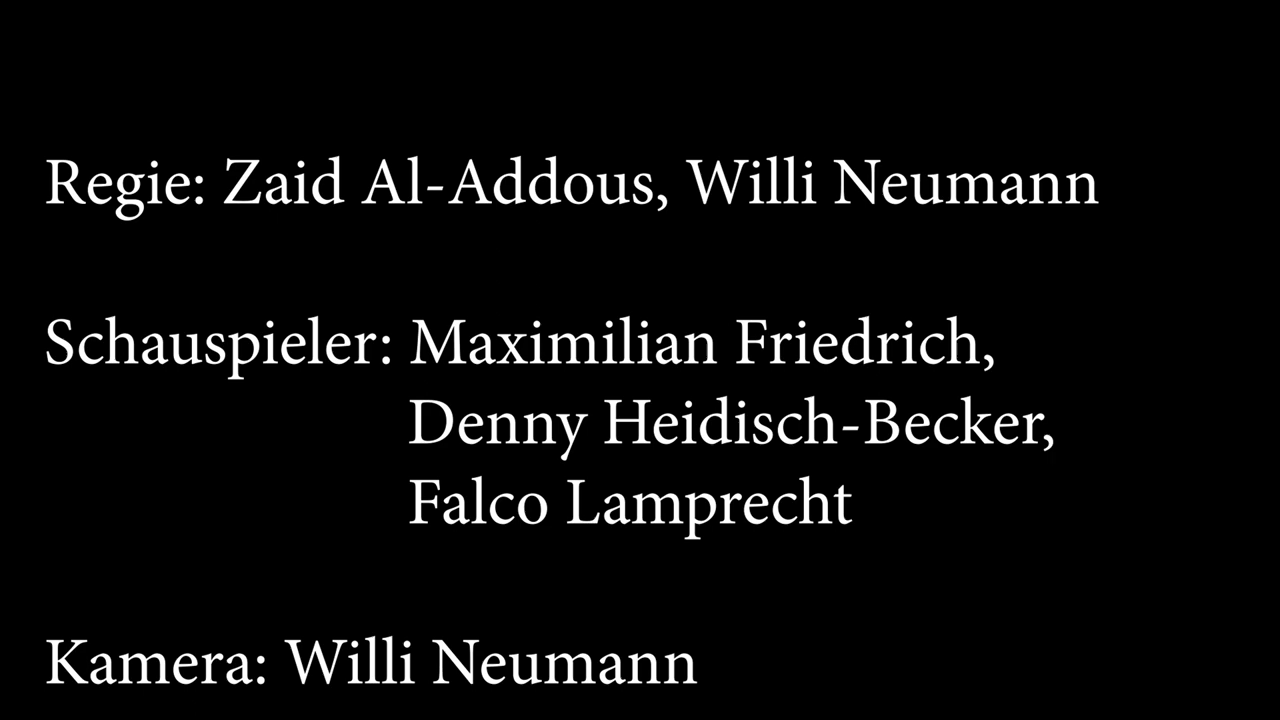 Regie: Zaid Al-Addous, Willi Neumann
Schauspieler: Maximilian Friedrich,
Denny Heidisch-Becker,
Falco Lamprecht
Kamera: Willi Neumann